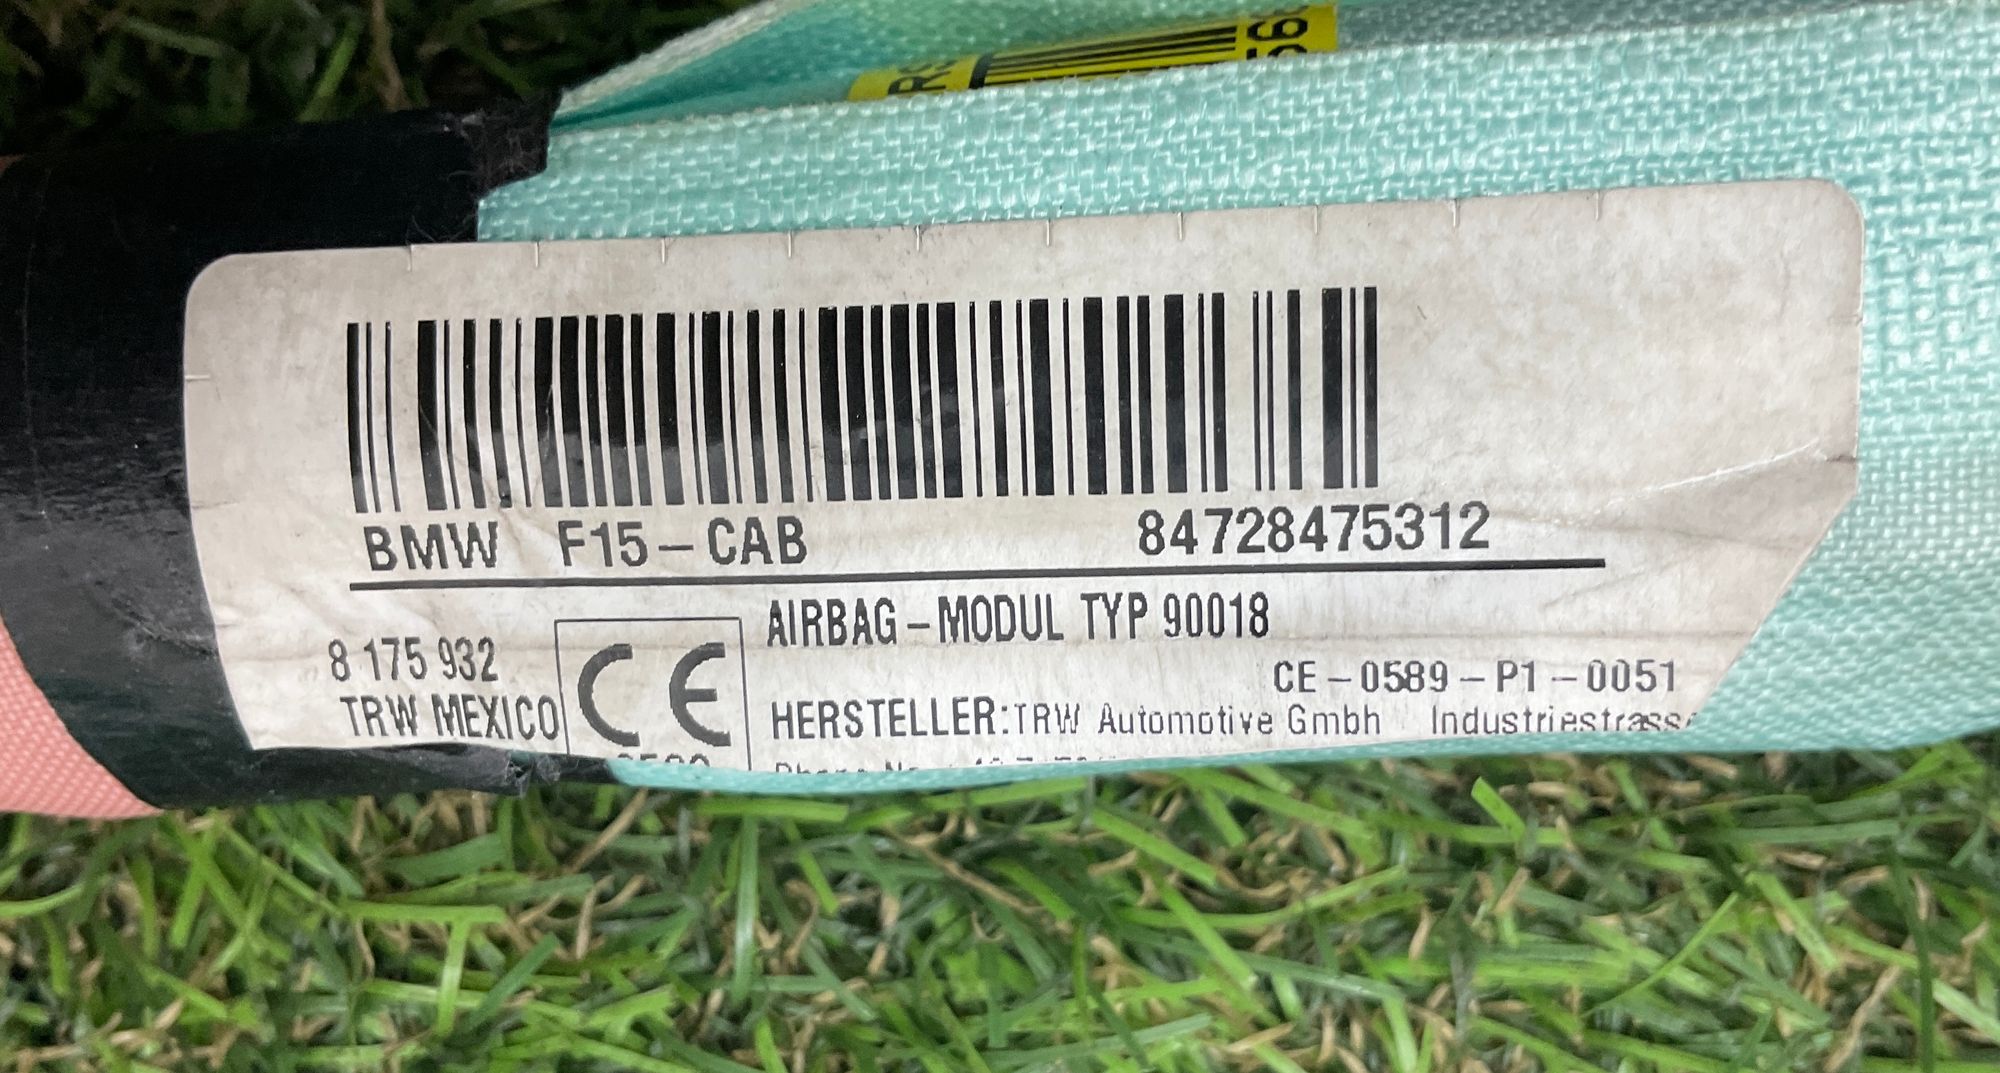 BMW F15-CAB 84728475312
AIRBAG-MODUL TYP 90018
8 175 932
TRW MEXICO
CE
CE-0589-P1-0051
HERSTELLER:TRW Automotive Gmbh Industriestrasse